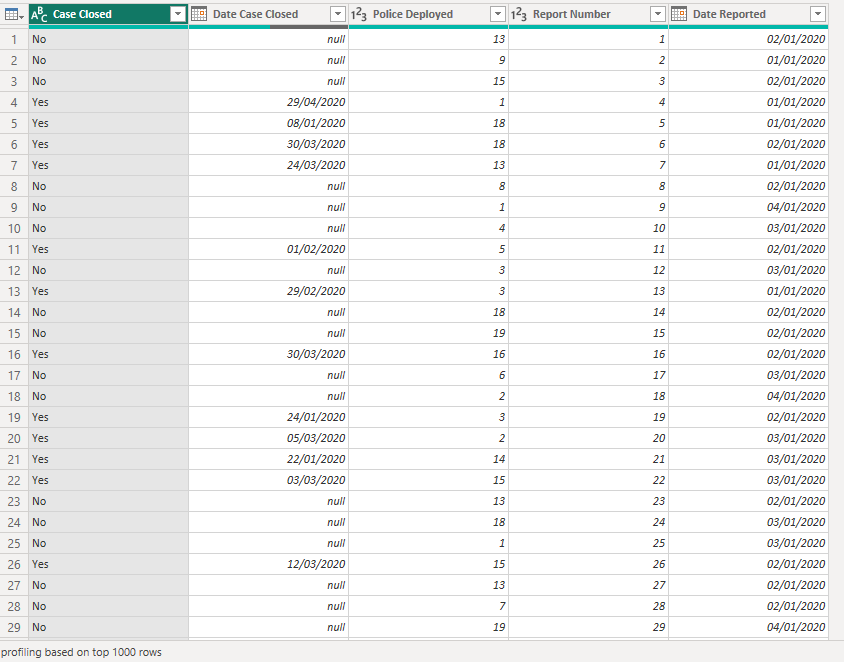 ABC Case Closed Date Case Closed 123 Police Deployed 123 Report Number Date Reported
1 No null 13 1 02/01/2020
2 No null 9 2 01/01/2020
3 No null 15 3 02/01/2020
4 Yes 29/04/2020 1 4 01/01/2020
5 Yes 08/01/2020 18 5 01/01/2020
6 Yes 30/03/2020 18 6 02/01/2020
7 Yes 24/03/2020 13 7 01/01/2020
8 No null 8 8 02/01/2020
9 No null 1 9 04/01/2020
10 No null 4 10 03/01/2020
11 Yes 01/02/2020 5 11 02/01/2020
12 No null 3 12 03/01/2020
13 Yes 29/02/2020 3 13 01/01/2020
14 No null 18 14 02/01/2020
15 No null 19 15 02/01/2020
16 Yes 30/03/2020 16 16 02/01/2020
17 No null 6 17 03/01/2020
18 No null 2 18 04/01/2020
19 Yes 24/01/2020 3 19 02/01/2020
20 Yes 05/03/2020 2 20 03/01/2020
21 Yes 22/01/2020 14 21 03/01/2020
22 Yes 03/03/2020 15 22 03/01/2020
23 No null 13 23 02/01/2020
24 No null 18 24 03/01/2020
25 No null 1 25 03/01/2020
26 Yes 12/03/2020 15 26 02/01/2020
27 No null 13 27 02/01/2020
28 No null 7 28 02/01/2020
29 No null 19 29 04/01/2020
profiling based on top 1000 rows